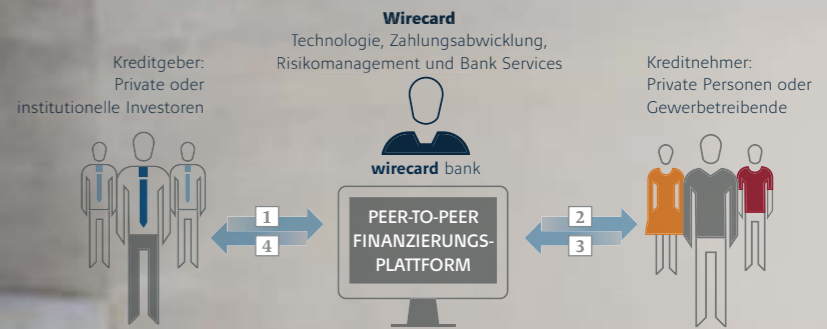 Wirecard
Technologie, Zahlungsabwicklung,
Risikomanagement und Bank Services
Kreditgeber:
Private oder
institutionelle Investoren
Kreditnehmer:
Private Personen oder
Gewerbetreibende
wirecard bank
1
4
PEER-TO-PEER
FINANZIERUNGS-
PLATTFORM
2
3